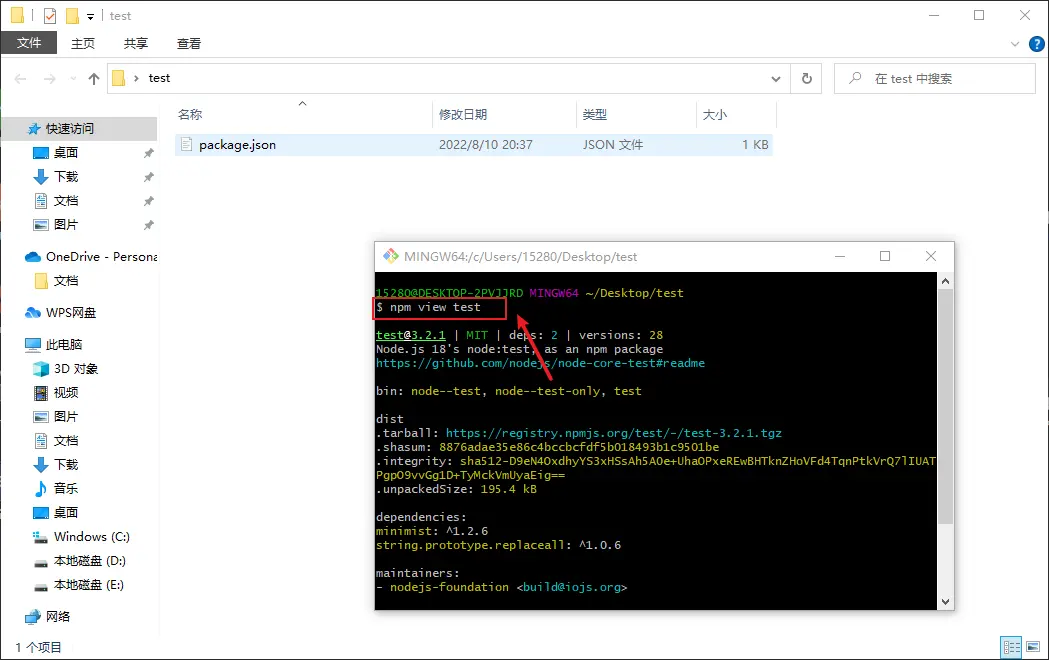 test
文件 主页 共享 查看
test
在 test 中搜索
名称 修改日期 类型 大小
package.json 2022/8/10 20:37 JSON 文件 1 KB
快速访问
桌面
下载
文档
图片
OneDrive - Persona
文档
WPS网盘
此电脑
3D 对象
视频
图片
文档
下载
音乐
桌面
Windows (C:)
本地磁盘 (D:)
本地磁盘 (E:)
网络
1 个项目
MINGW64:/c/Users/15280/Desktop/test
15280@DESKTOP-2PVJJRD MINGW64 ~/Desktop/test
$ npm view test
test@3.2.1 | MIT | deps: 2 | versions: 28
Node.js 18's node:test, as an npm package
https://github.com/nodejs/node-core-test#readme
bin: node--test, node--test-only, test
dist
.tarball: https://registry.npmjs.org/test/-/test-3.2.1.tgz
.shasum: 8876adae35e86c4bccbcfdf5b018493b1c9501be
.integrity: sha512-D9eN4OxdhyYS3xHSsAh5A0e+UhaOPxeREwBHTknZHoVFd4TqnPtkVrQ7lIUAT
PgpO9vvGg1D+TyMckVmUyaEig==
.unpackedSize: 195.4 kB
dependencies:
minimist: ^1.2.6
string.prototype.replaceall: ^1.0.6
maintainers:
- nodejs-foundation <build@iojs.org>